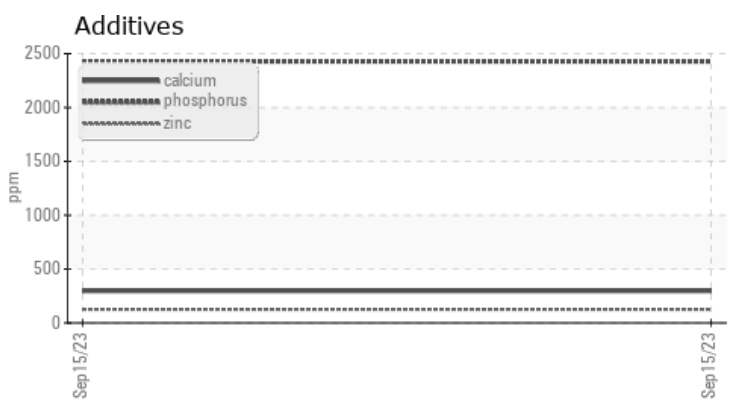 Additives
2500
calcium
phosphorus
zinc
2000
1500
ppm
1000
500
0
Sep15/23
Sep15/23